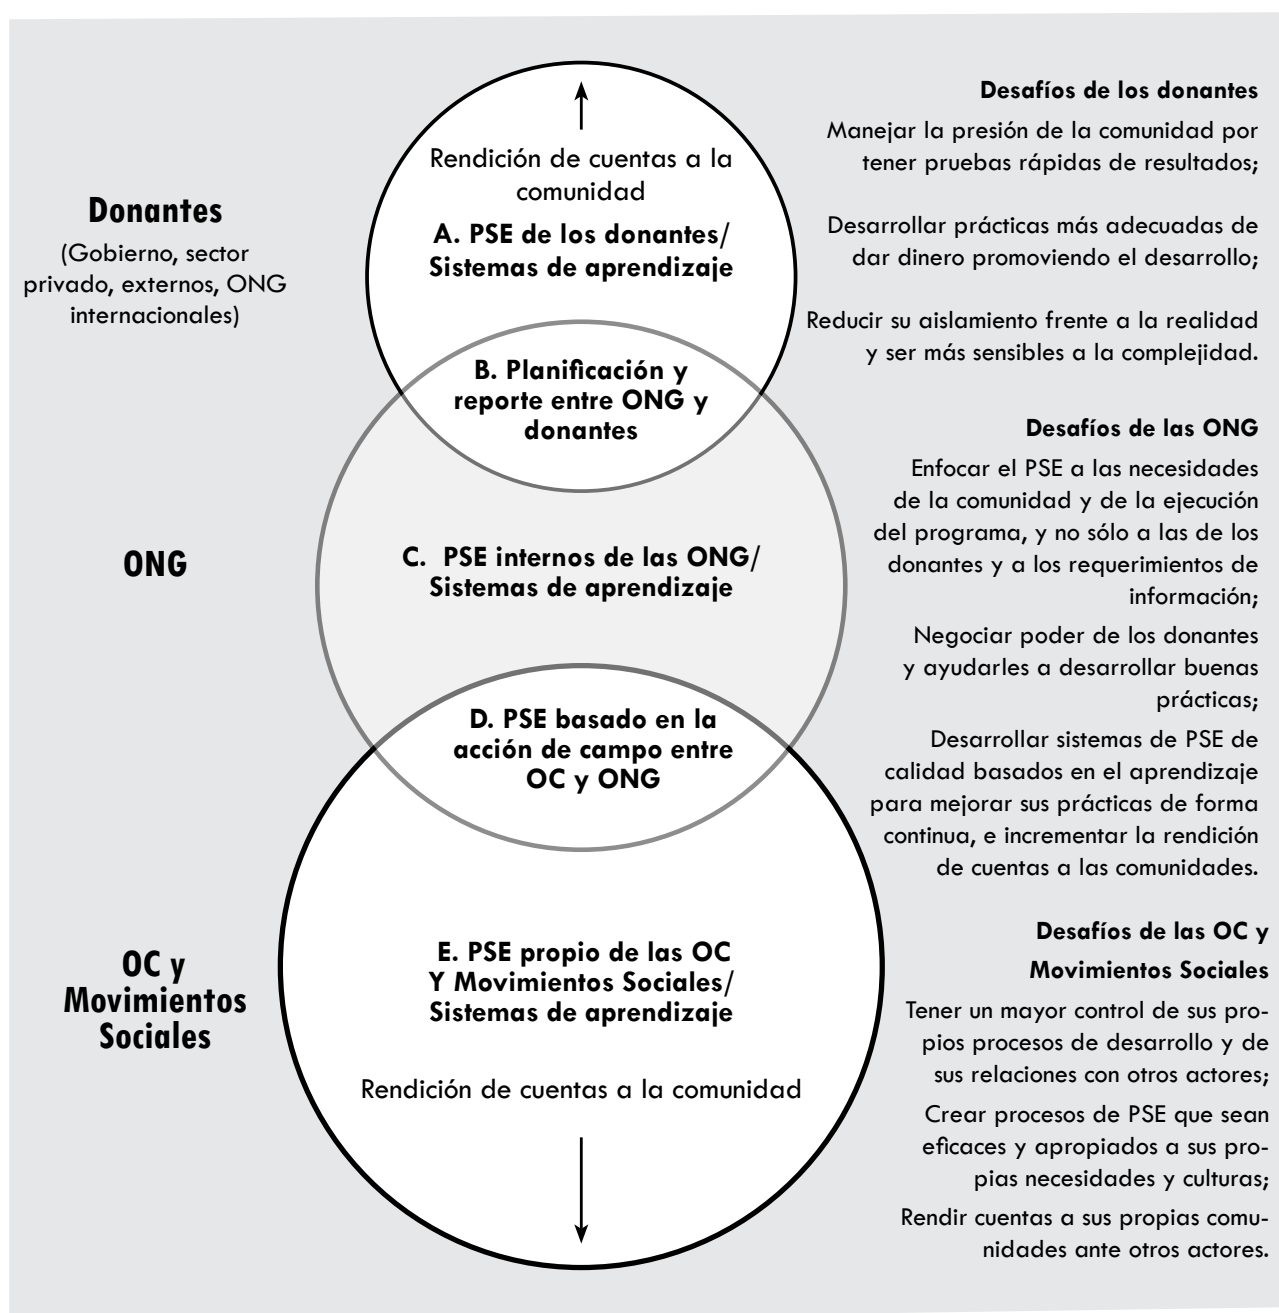 Donantes
(Gobierno, sector
privado, externos, ONG
internacionales)
Rendición de cuentas a la
comunidad
A. PSE de los donantes/
Sistemas de aprendizaje
B. Planificación y
reporte entre ONG y
donantes
Desafíos de los donantes
Manejar la presión de la comunidad por
tener pruebas rápidas de resultados;
Desarrollar prácticas más adecuadas de
dar dinero promoviendo el desarrollo;
Reducir su aislamiento frente a la realidad
y ser más sensibles a la complejidad.
ONG
C. PSE internos de las ONG/
Sistemas de aprendizaje
D. PSE basado en la
acción de campo entre
OC y ONG
Desafíos de las ONG
Enfocar el PSE a las necesidades
de la comunidad y de la ejecución
del programa, y no sólo a las de los
donantes y a los requerimientos de
información;
Negociar poder de los donantes
y ayudarles a desarrollar buenas
prácticas;
Desarrollar sistemas de PSE de
calidad basados en el aprendizaje
para mejorar sus prácticas de forma
continua, e incrementar la rendición
de cuentas a las comunidades.
OC y
Movimientos
Sociales
E. PSE propio de las OC
Y Movimientos Sociales/
Sistemas de aprendizaje
Rendición de cuentas a la comunidad
Desafíos de las OC y
Movimientos Sociales
Tener un mayor control de sus pro-
pios procesos de desarrollo y de
sus relaciones con otros actores;
Crear procesos de PSE que sean
eficaces y apropiados a sus pro-
pias necesidades y culturas;
Rendir cuentas a sus propias comu-
nidades ante otros actores.